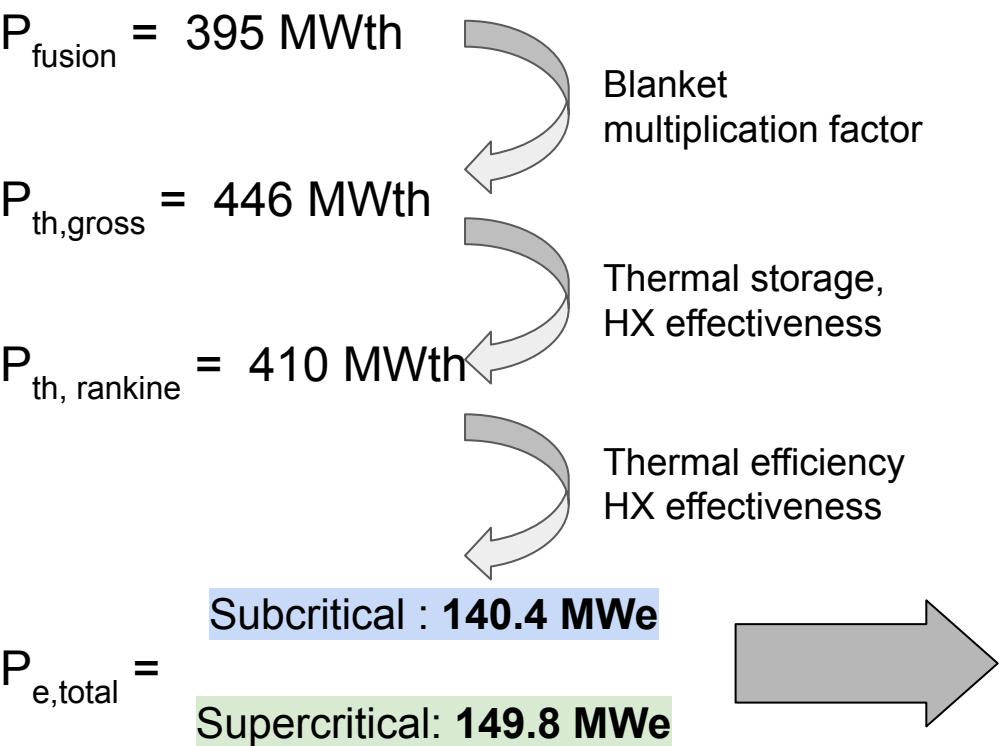 P_fusion = 395 MWth
Blanket
multiplication factor
P_th,gross = 446 MWth
Thermal storage,
HX effectiveness
P_th, rankine = 410 MWth
Thermal efficiency
HX effectiveness
Subcritical : 140.4 MWe
P_e,total =
Supercritical: 149.8 MWe